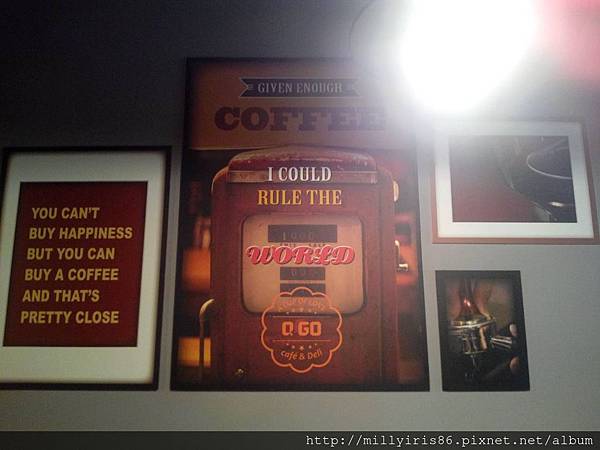 YOU CAN'T
BUY HAPPINESS
BUT YOU CAN
BUY A COFFEE
AND THAT'S
PRETTY CLOSE
GIVEN ENOUGH
COFFEE
I COULD
RULE THE
WORLD
Q GO
café & Deli
http://millyiris86.pixnet.net/album